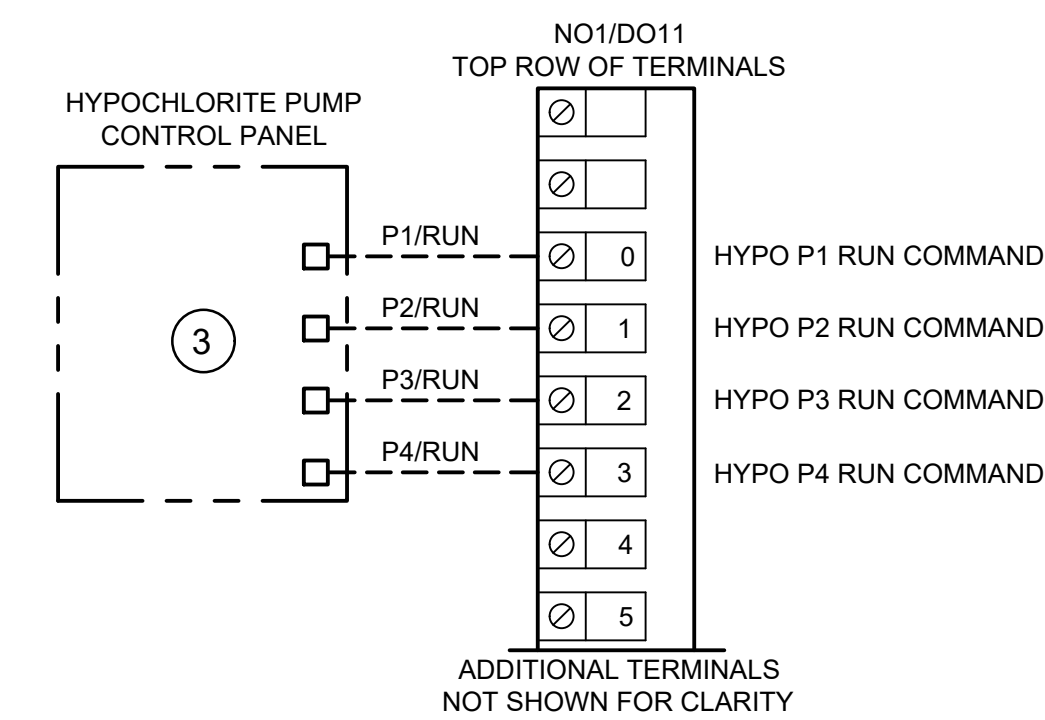 NO1/DO11
TOP ROW OF TERMINALS
HYPOCHLORITE PUMP
CONTROL PANEL
P1/RUN
0
HYPO P1 RUN COMMAND
P2/RUN
1
HYPO P2 RUN COMMAND
3
P3/RUN
2
HYPO P3 RUN COMMAND
P4/RUN
3
HYPO P4 RUN COMMAND
4
5
ADDITIONAL TERMINALS
NOT SHOWN FOR CLARITY